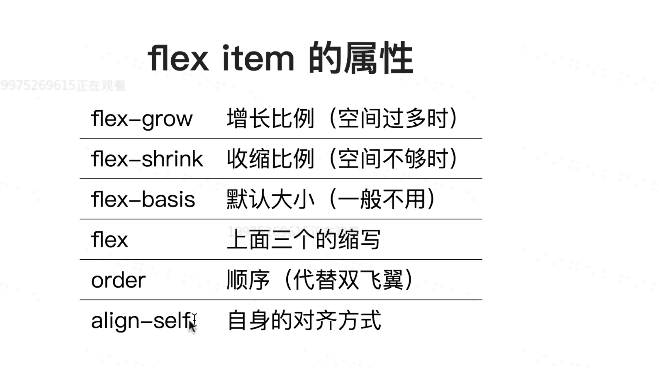 flex item 的属性
9975269615正在观看
flex-grow 增长比例（空间过多时）
flex-shrink 收缩比例（空间不够时）
flex-basis 默认大小（一般不用）
flex 上面三个的缩写
order 顺序（代替双飞翼）
align-self 自身的对齐方式